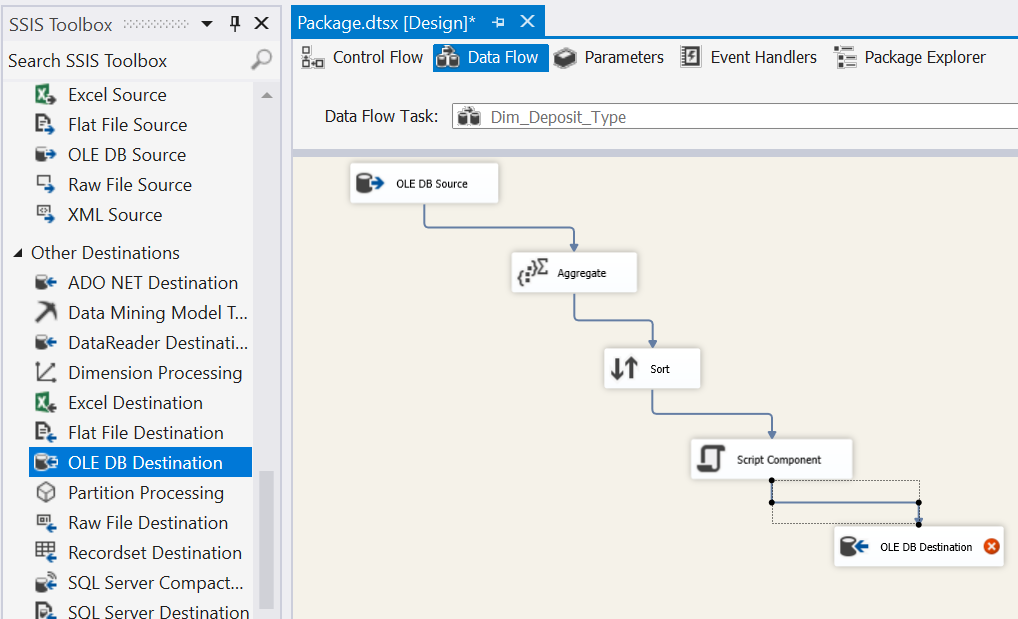 SSIS Toolbox
Search SSIS Toolbox
Excel Source
Flat File Source
OLE DB Source
Raw File Source
XML Source
Other Destinations
ADO NET Destination
Data Mining Model T...
DataReader Destinati...
Dimension Processing
Excel Destination
Flat File Destination
OLE DB Destination
Partition Processing
Raw File Destination
Recordset Destination
SQL Server Compact...
SQL Server Destination
Package.dtsx [Design]*
Control Flow Data Flow Parameters Event Handlers Package Explorer
Data Flow Task: Dim_Deposit_Type
OLE DB Source
Aggregate
Sort
Script Component
OLE DB Destination